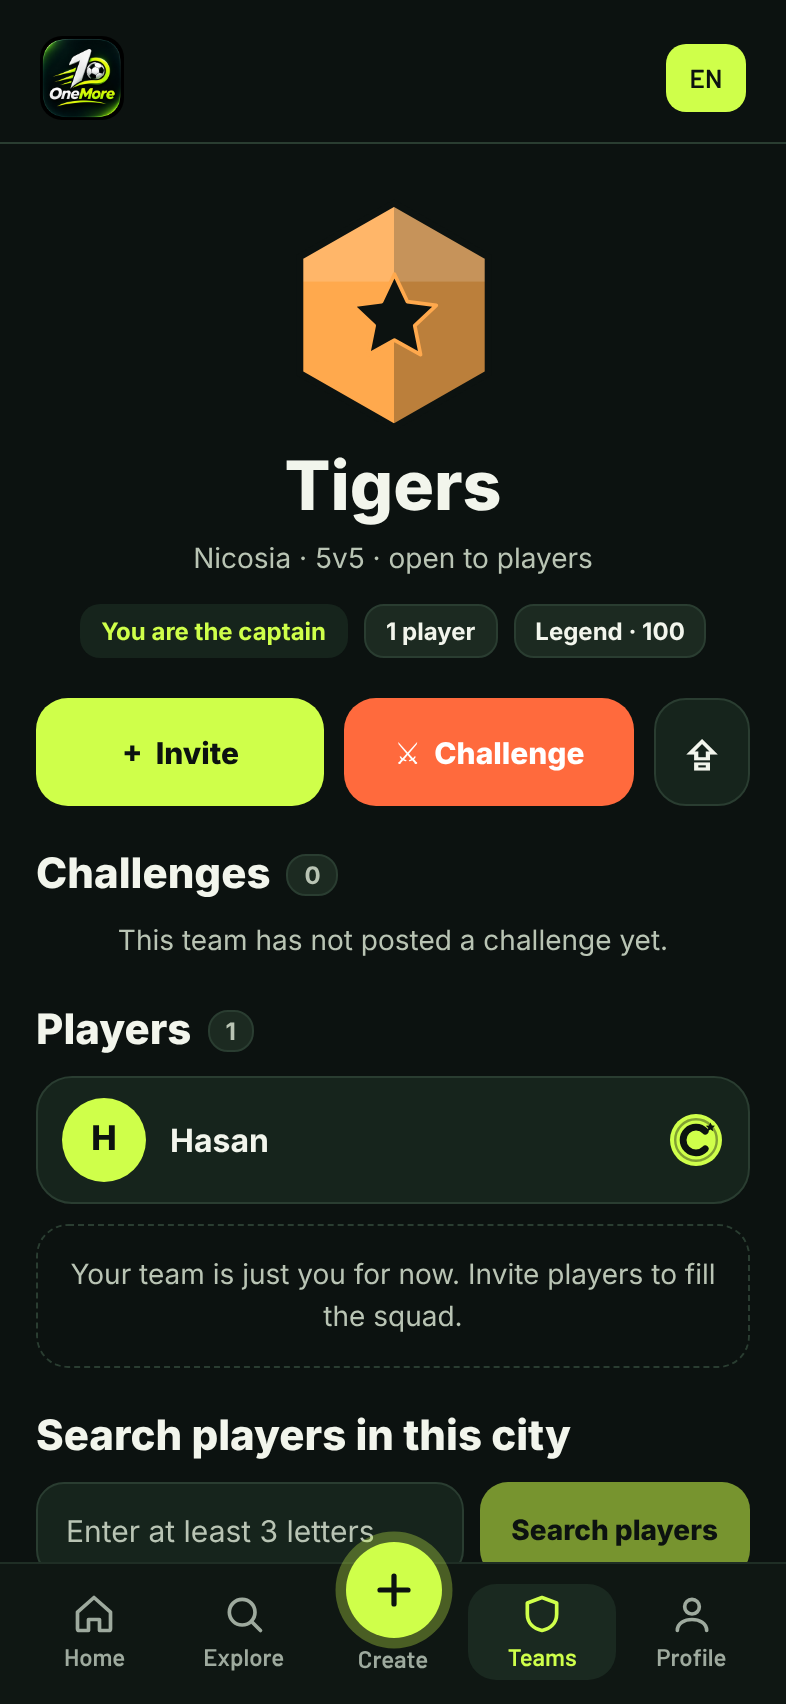 1
OneMore
EN
Tigers
Nicosia · 5v5 · open to players
You are the captain
1 player
Legend · 100
+ Invite
⚔ Challenge
Challenges 0
This team has not posted a challenge yet.
Players 1
H
Hasan
C
Your team is just you for now. Invite players to fill
the squad.
Search players in this city
Enter at least 3 letters
Search players
Home
Explore
Create
Teams
Profile